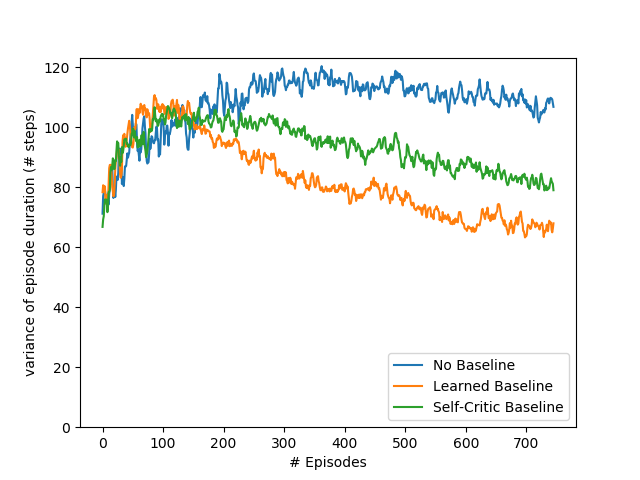 variance of episode duration (# steps)
120
100
80
60
40
20
0
0 100 200 300 400 500 600 700
# Episodes
No Baseline
Learned Baseline
Self-Critic Baseline